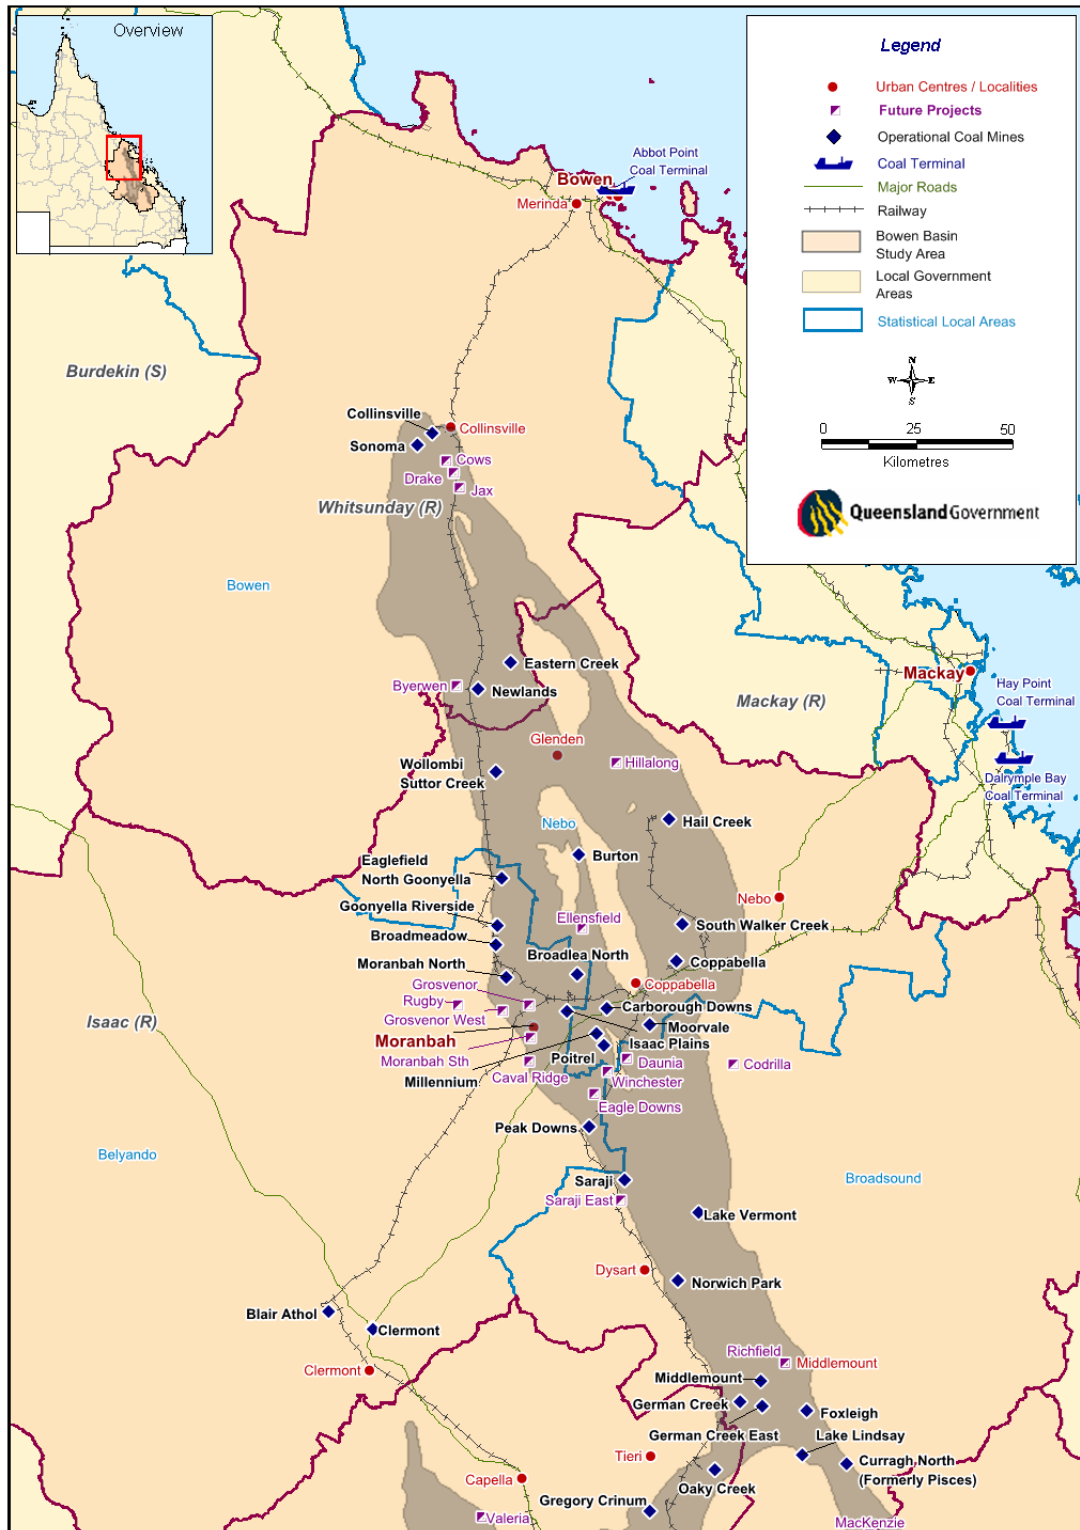 Overview
Legend
Urban Centres / Localities
Future Projects
Operational Coal Mines
Coal Terminal
Major Roads
Railway
Bowen Basin
Study Area
Local Government
Areas
Statistical Local Areas
N
W E
S
0 25 50
Kilometres
Queensland Government
Abbot Point
Coal Terminal
Bowen
Merinda
Burdekin (S)
Collinsville
Collinsville
Sonoma
Cows
Drake
Jax
Whitsunday (R)
Bowen
Eastern Creek
Byerwen
Newlands
Mackay
Mackay (R)
Hay Point
Coal Terminal
Dalrymple Bay
Coal Terminal
Glenden
Wollombi
Suttor Creek
Hillalong
Hail Creek
Nebo
Burton
Eaglefield
North Goonyella
Nebo
Goonyella Riverside
Ellensfield
South Walker Creek
Broadmeadow
Broadlea North
Moranbah North
Coppabella
Grosvenor
Coppabella
Rugby
Carborough Downs
Grosvenor West
Isaac (R)
Moorvale
Moranbah
Isaac Plains
Moranbah Sth
Poitrel
Daunia
Codrilla
Millennium
Caval Ridge
Winchester
Eagle Downs
Peak Downs
Belyando
Saraji
Broadsound
Saraji East
Lake Vermont
Dysart
Norwich Park
Blair Athol
Clermont
Clermont
Richfield
Middlemount
Middlemount
German Creek
Foxleigh
German Creek East
Lake Lindsay
Tieri
Curragh North
(Formerly Pisces)
Capella
Oaky Creek
Gregory Crinum
Valeria
MacKenzie